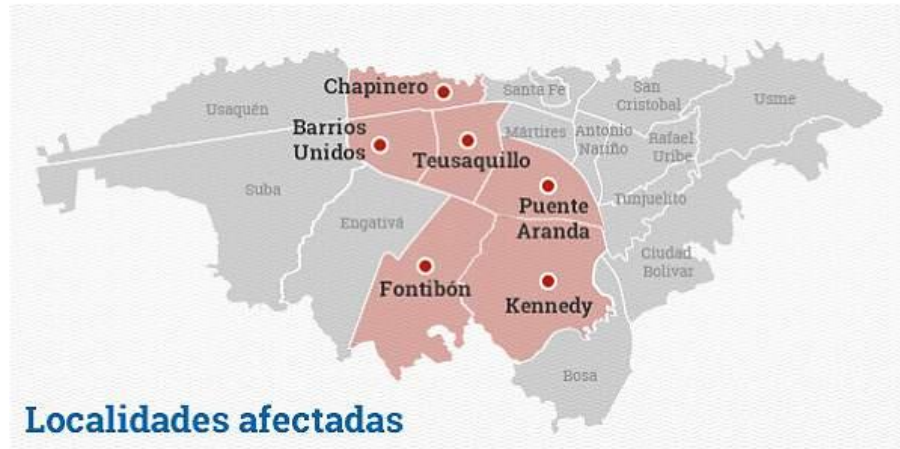 Chapinero
Santa Fe
San
Cristobal
Usme
Usaquén
Barrios
Unidos
Teusaquillo
Mártires
Antonio
Nariño
Rafael
Uribe
Suba
Engativá
Puente
Aranda
Tunjuelito
Ciudad
Bolivar
Fontibón
Kennedy
Bosa
Localidades afectadas